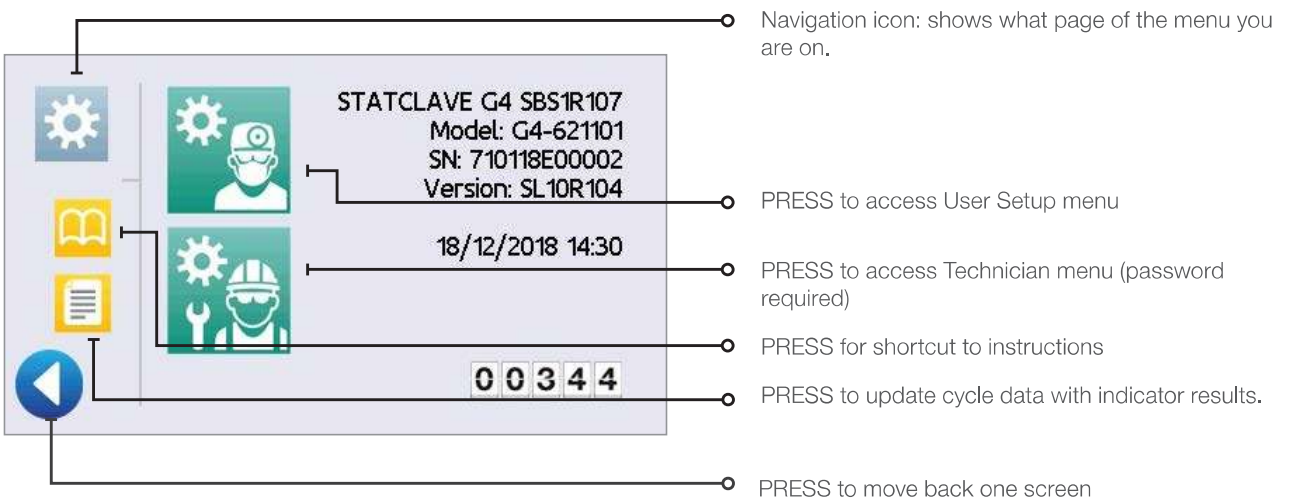 Navigation icon: shows what page of the menu you
are on.
STATCLAVE G4 SBS1R107
Model: G4-621101
SN: 710118E00002
Version: SL10R104
18/12/2018 14:30
00344
PRESS to access User Setup menu
PRESS to access Technician menu (password
required)
PRESS for shortcut to instructions
PRESS to update cycle data with indicator results.
PRESS to move back one screen